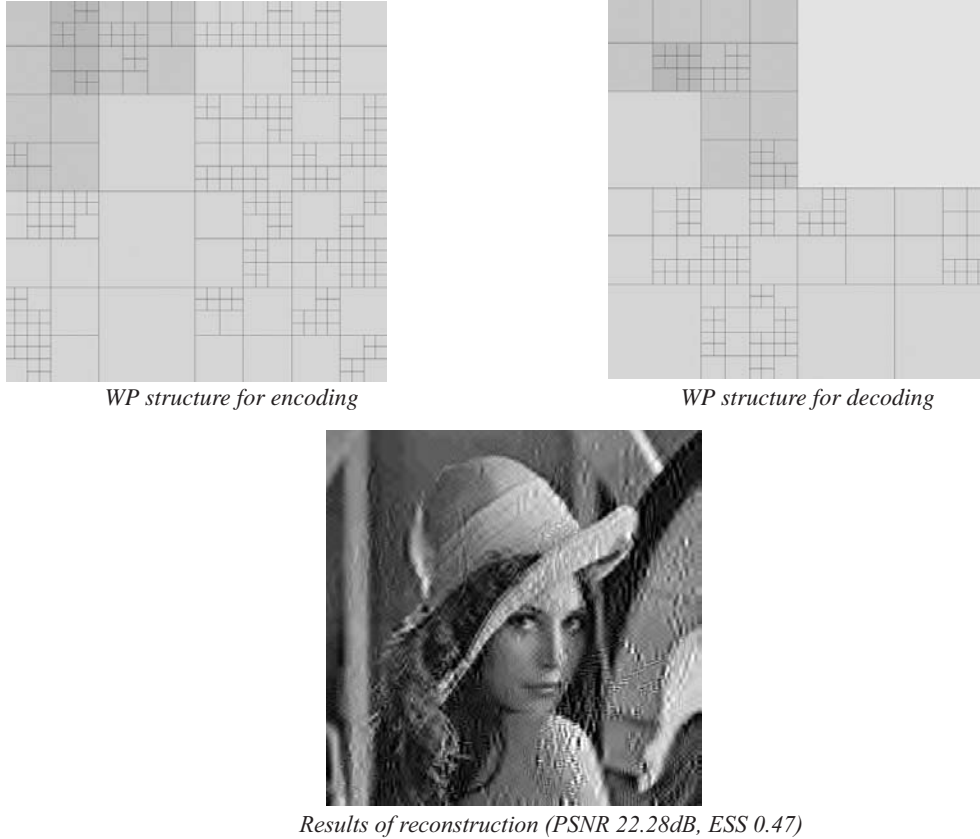 WP structure for encoding
WP structure for decoding
Results of reconstruction (PSNR 22.28dB, ESS 0.47)